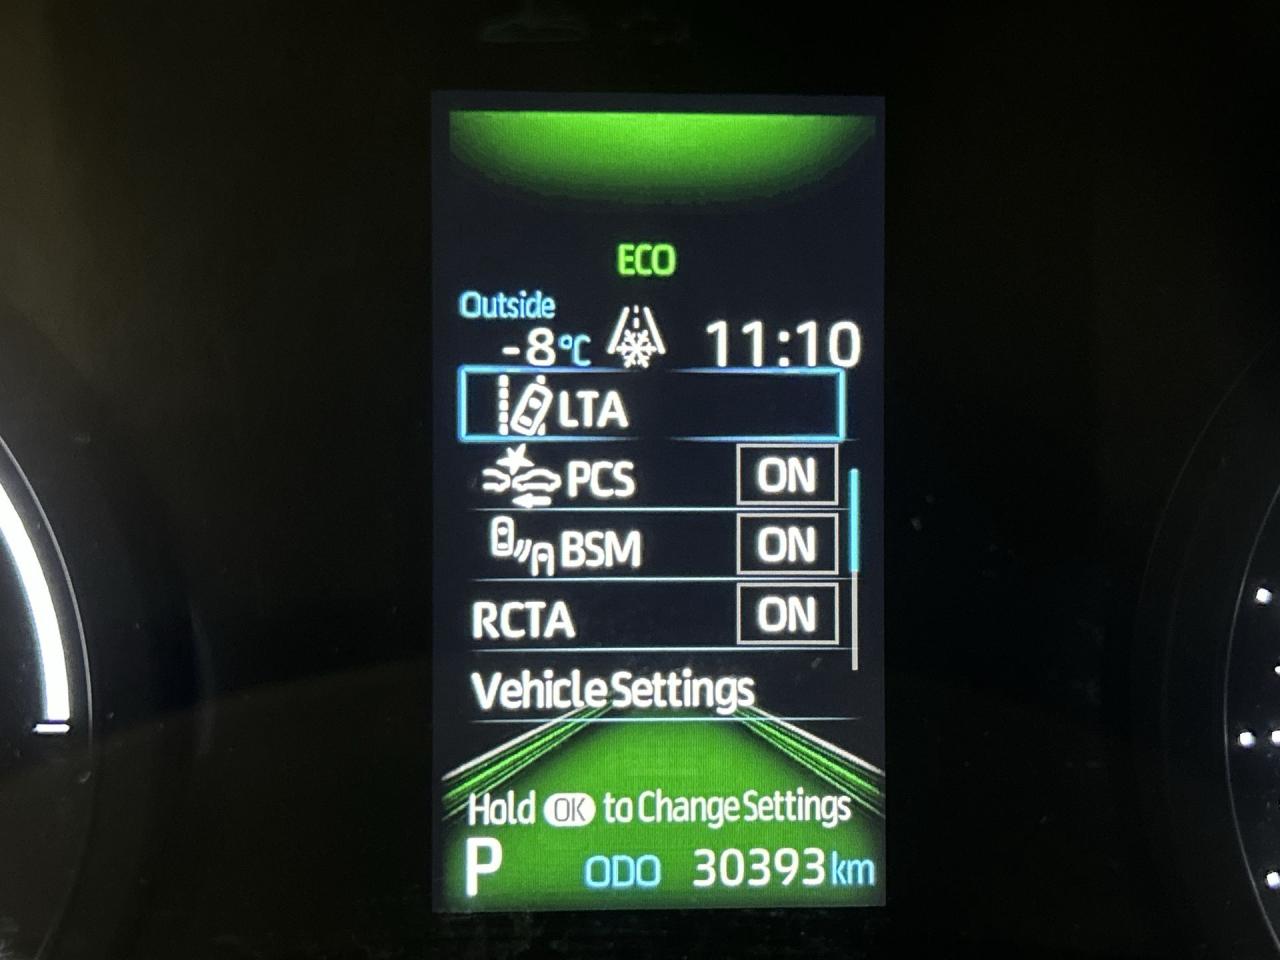 ECO
Outside
-8°C 11:10
LTA
PCS ON
BSM ON
RCTA ON
Vehicle Settings
Hold OK to Change Settings
P ODO 30393 km